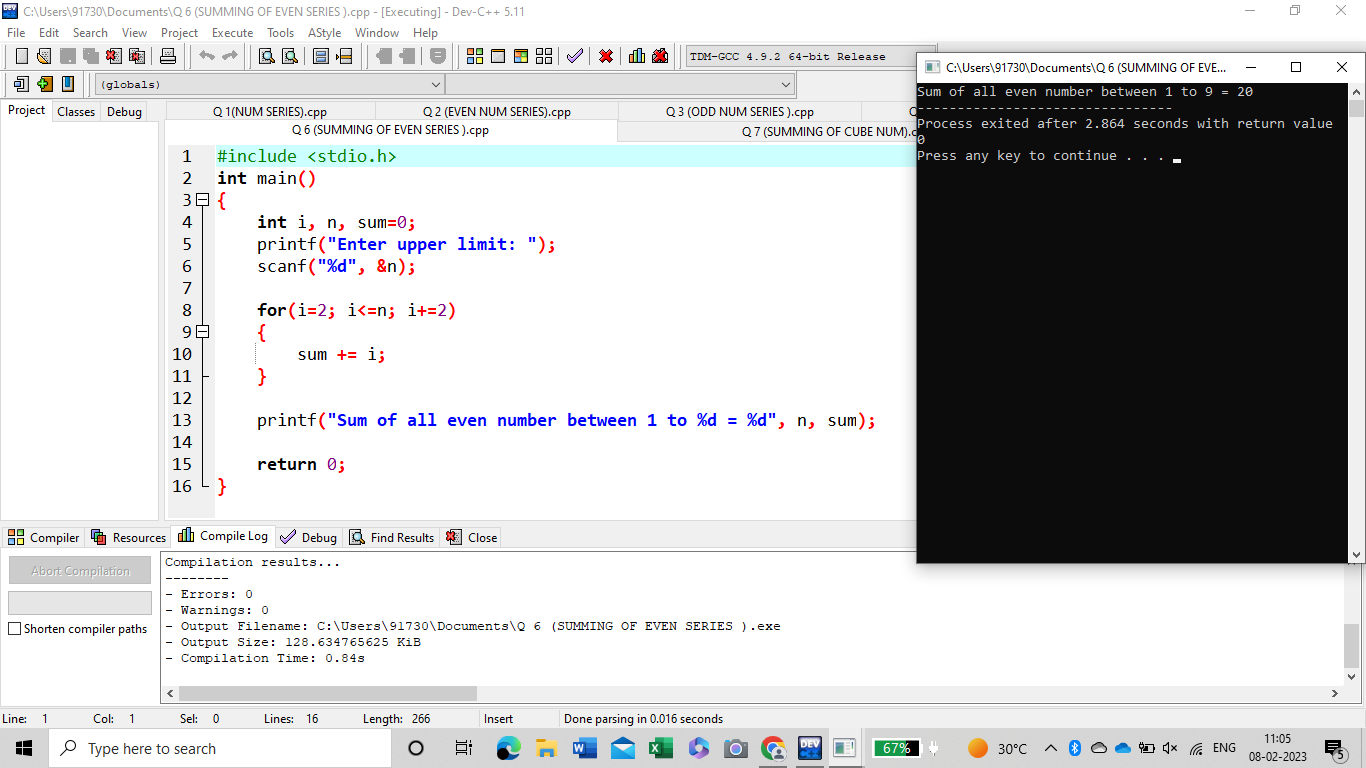 C:\Users\91730\Documents\Q 6 (SUMMING OF EVEN SERIES ).cpp - [Executing] - Dev-C++ 5.11
File Edit Search View Project Execute Tools AStyle Window Help
TDM-GCC 4.9.2 64-bit Release
(globals)
Project Classes Debug
Q 1(NUM SERIES).cpp Q 2 (EVEN NUM SERIES).cpp Q 3 (ODD NUM SERIES ).cpp Q
Q 6 (SUMMING OF EVEN SERIES ).cpp Q 7 (SUMMING OF CUBE NUM).c
1 #include <stdio.h>
2 int main()
3 {
4 int i, n, sum=0;
5 printf("Enter upper limit: ");
6 scanf("%d", &n);
7
8 for(i=2; i<=n; i+=2)
9 {
10 sum += i;
11 }
12
13 printf("Sum of all even number between 1 to %d = %d", n, sum);
14
15 return 0;
16 }
C:\Users\91730\Documents\Q 6 (SUMMING OF EVE...
Sum of all even number between 1 to 9 = 20
--------------------------------
Process exited after 2.864 seconds with return value
0
Press any key to continue . . .
Compiler Resources Compile Log Debug Find Results Close
Abort Compilation
Shorten compiler paths
Compilation results...
--------
- Errors: 0
- Warnings: 0
- Output Filename: C:\Users\91730\Documents\Q 6 (SUMMING OF EVEN SERIES ).exe
- Output Size: 128.634765625 KiB
- Compilation Time: 0.84s
Line: 1 Col: 1 Sel: 0 Lines: 16 Length: 266 Insert Done parsing in 0.016 seconds
Type here to search
DEV
67%
30°C
ENG
11:05
08-02-2023
5